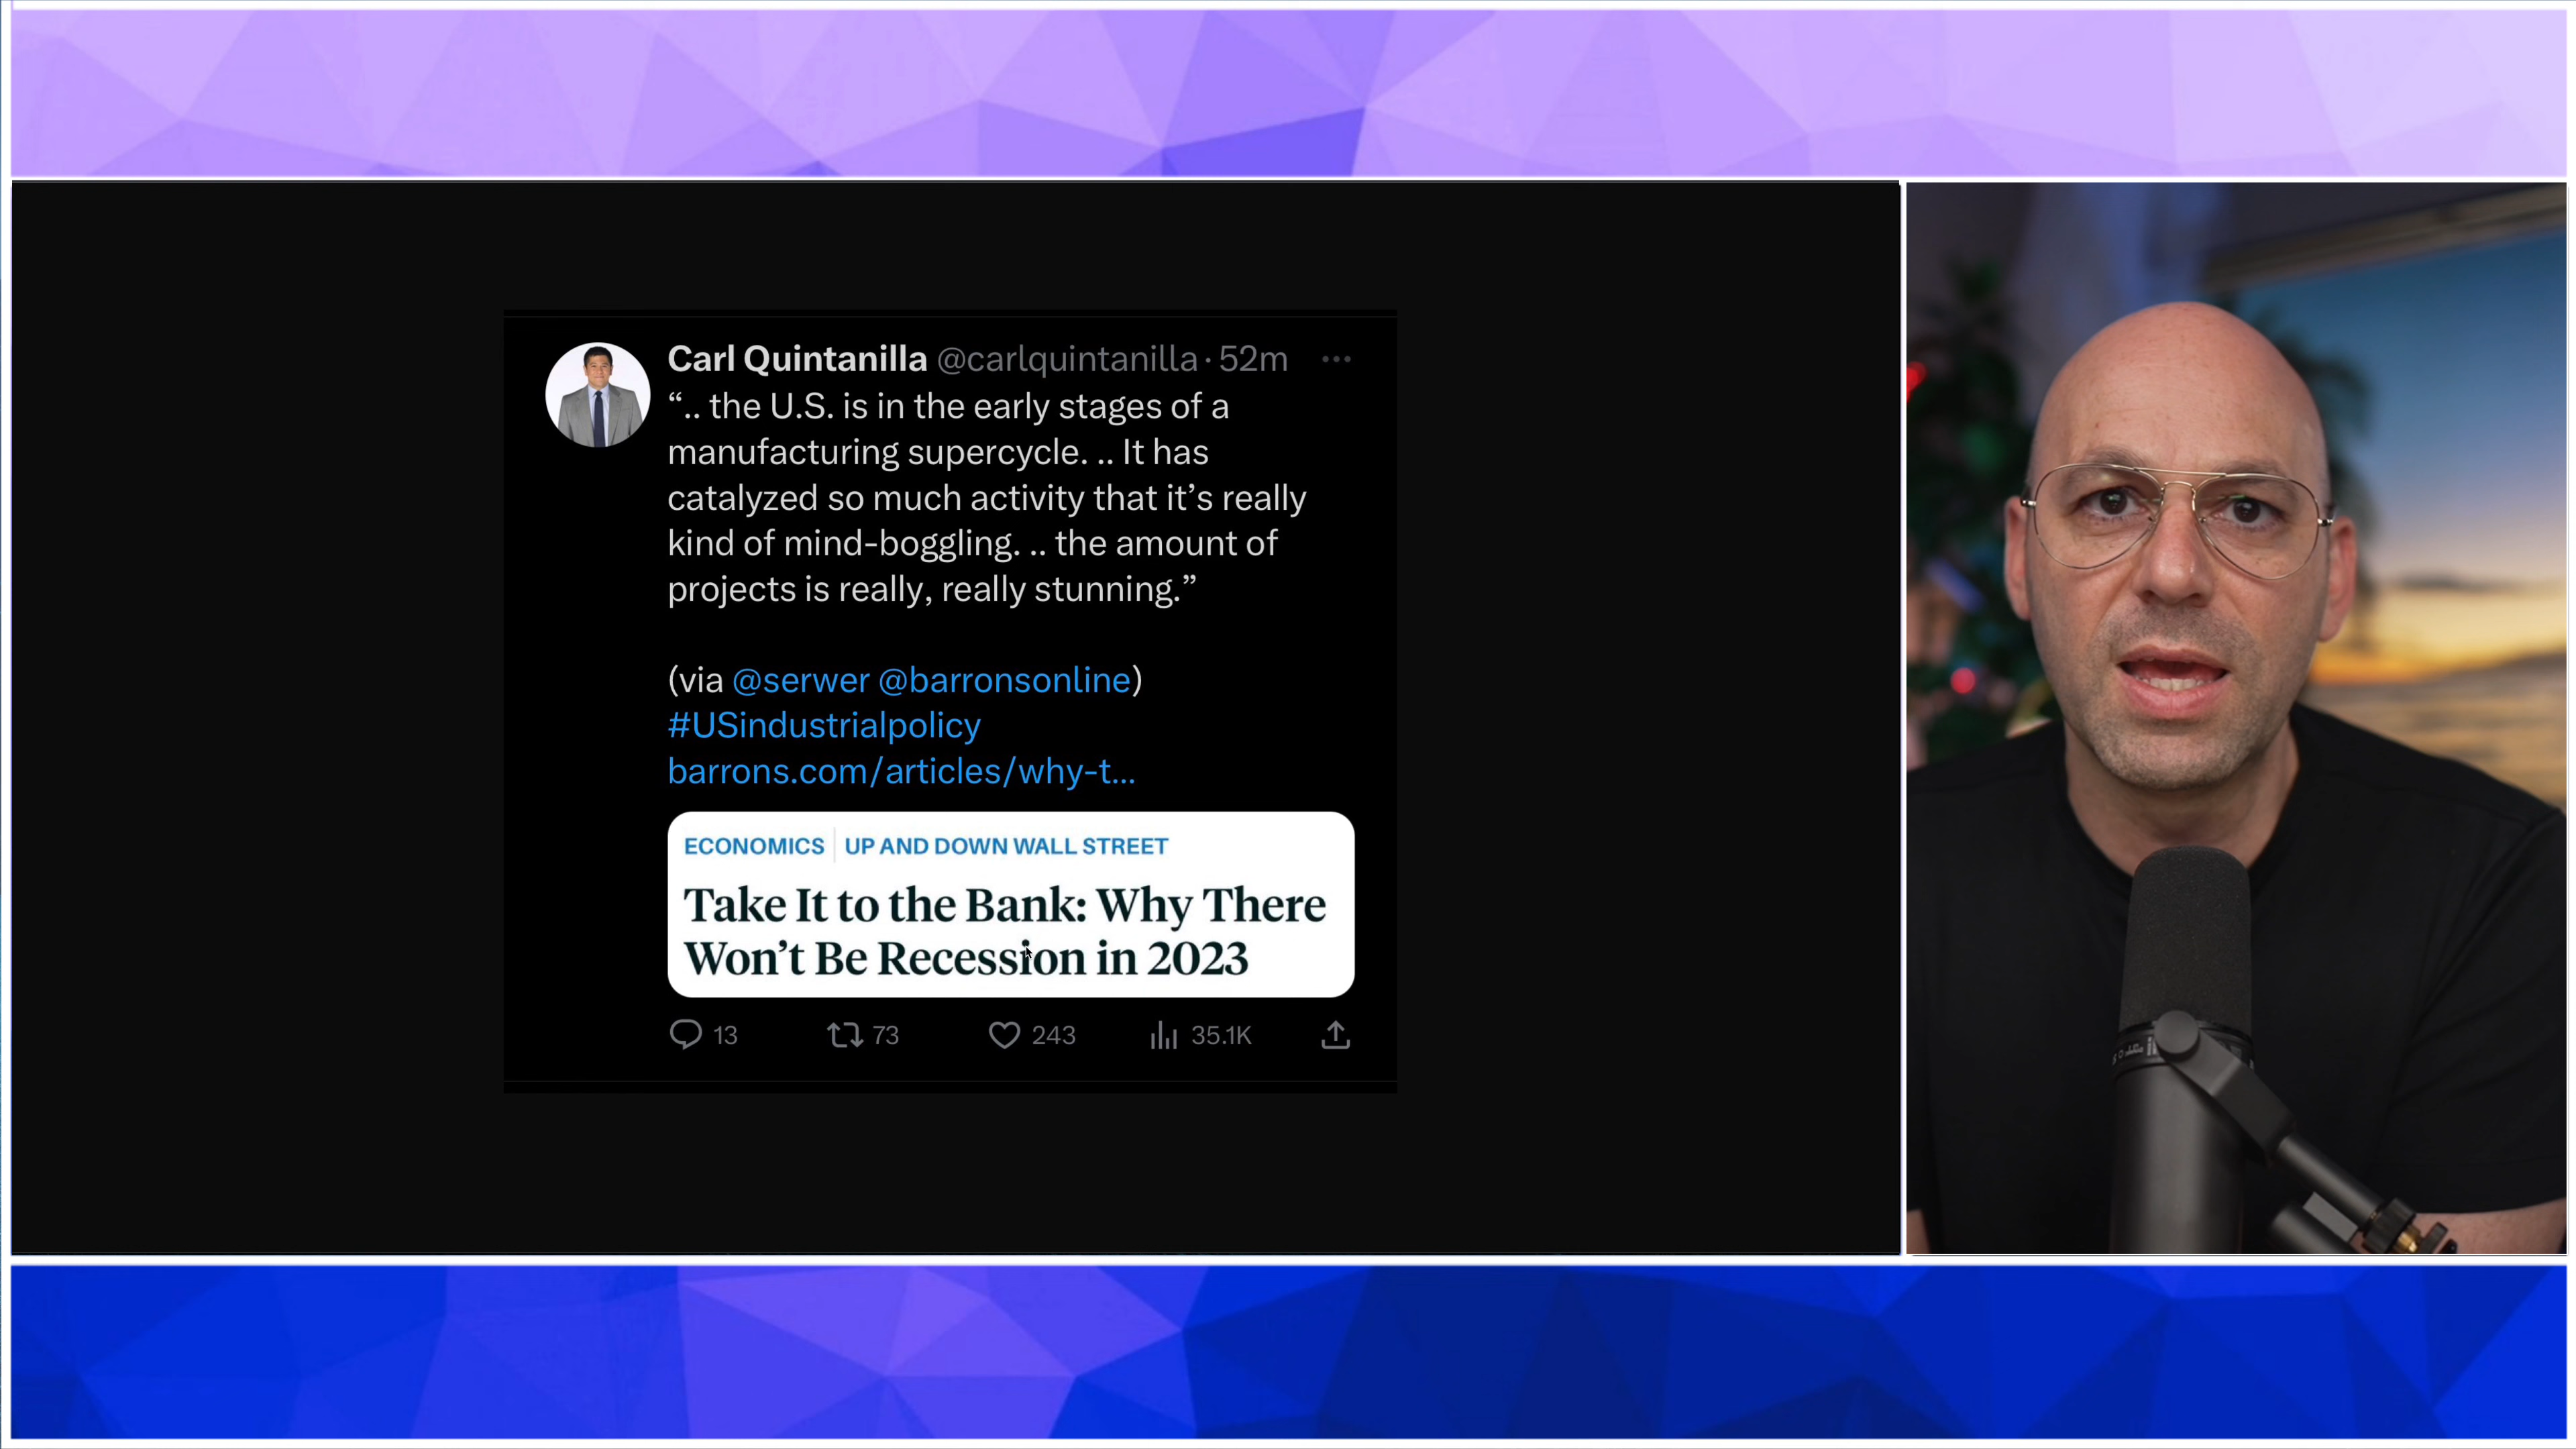 Carl Quintanilla @carlquintanilla · 52m
“.. the U.S. is in the early stages of a
manufacturing supercycle. .. It has
catalyzed so much activity that it’s really
kind of mind-boggling. .. the amount of
projects is really, really stunning.”
(via @serwer @barronsonline)
#USindustrialpolicy
barrons.com/articles/why-t...
ECONOMICS | UP AND DOWN WALL STREET
Take It to the Bank: Why There
Won’t Be Recession in 2023
13 73 243 35.1K